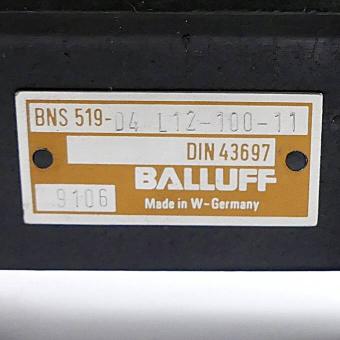 BNS 519-D4 L12-100-11
DIN 43697
BALLUFF
9106
Made in W-Germany